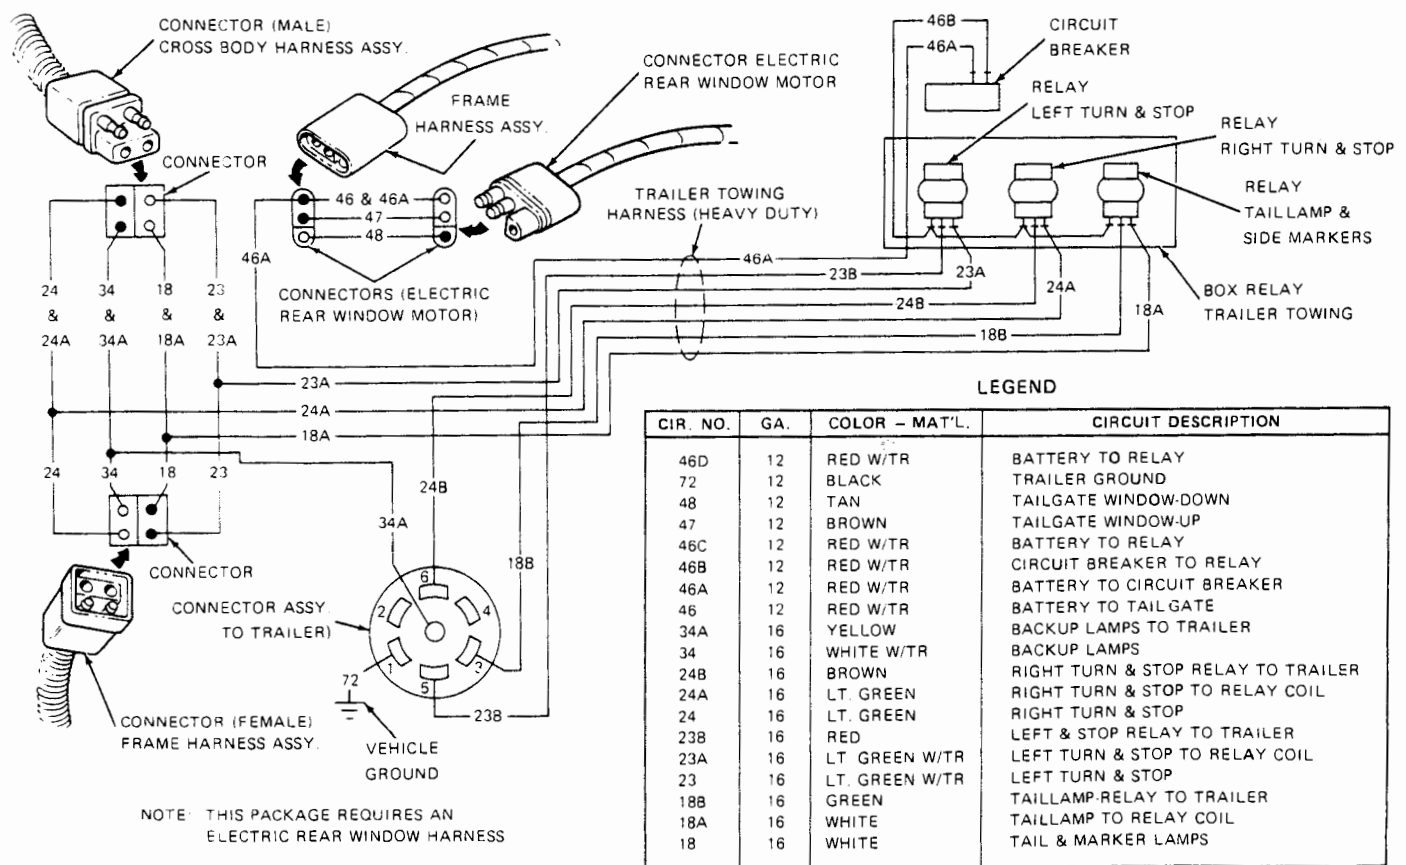 CONNECTOR (MALE)
CROSS BODY HARNESS ASSY.
CONNECTOR
FRAME
HARNESS ASSY.
CONNECTOR ELECTRIC
REAR WINDOW MOTOR
46B
46A
CIRCUIT
BREAKER
RELAY
LEFT TURN & STOP
RELAY
RIGHT TURN & STOP
RELAY
TAILLAMP &
SIDE MARKERS
BOX RELAY
TRAILER TOWING
TRAILER TOWING
HARNESS (HEAVY DUTY)
46 & 46A
47
48
46A
CONNECTORS (ELECTRIC
REAR WINDOW MOTOR)
46A
23B
23A
24B
24A
18B
18A
24
&
24A
34
&
34A
18
&
18A
23
&
23A
23A
24A
18A
24
34
18
23
24B
34A
18B
CONNECTOR
CONNECTOR ASSY.
TO TRAILER)
6
2
4
1
3
5
72
23B
VEHICLE
GROUND
CONNECTOR (FEMALE)
FRAME HARNESS ASSY.
NOTE: THIS PACKAGE REQUIRES AN
ELECTRIC REAR WINDOW HARNESS
LEGEND
CIR. NO. GA. COLOR – MAT'L. CIRCUIT DESCRIPTION
46D 12 RED W/TR BATTERY TO RELAY
72 12 BLACK TRAILER GROUND
48 12 TAN TAILGATE WINDOW-DOWN
47 12 BROWN TAILGATE WINDOW-UP
46C 12 RED W/TR BATTERY TO RELAY
46B 12 RED W/TR CIRCUIT BREAKER TO RELAY
46A 12 RED W/TR BATTERY TO CIRCUIT BREAKER
46 12 RED W/TR BATTERY TO TAILGATE
34A 16 YELLOW BACKUP LAMPS TO TRAILER
34 16 WHITE W/TR BACKUP LAMPS
24B 16 BROWN RIGHT TURN & STOP RELAY TO TRAILER
24A 16 LT. GREEN RIGHT TURN & STOP TO RELAY COIL
24 16 LT. GREEN RIGHT TURN & STOP
23B 16 RED LEFT & STOP RELAY TO TRAILER
23A 16 LT GREEN W/TR LEFT TURN & STOP TO RELAY COIL
23 16 LT. GREEN W/TR LEFT TURN & STOP
18B 16 GREEN TAILLAMP-RELAY TO TRAILER
18A 16 WHITE TAILLAMP TO RELAY COIL
18 16 WHITE TAIL & MARKER LAMPS